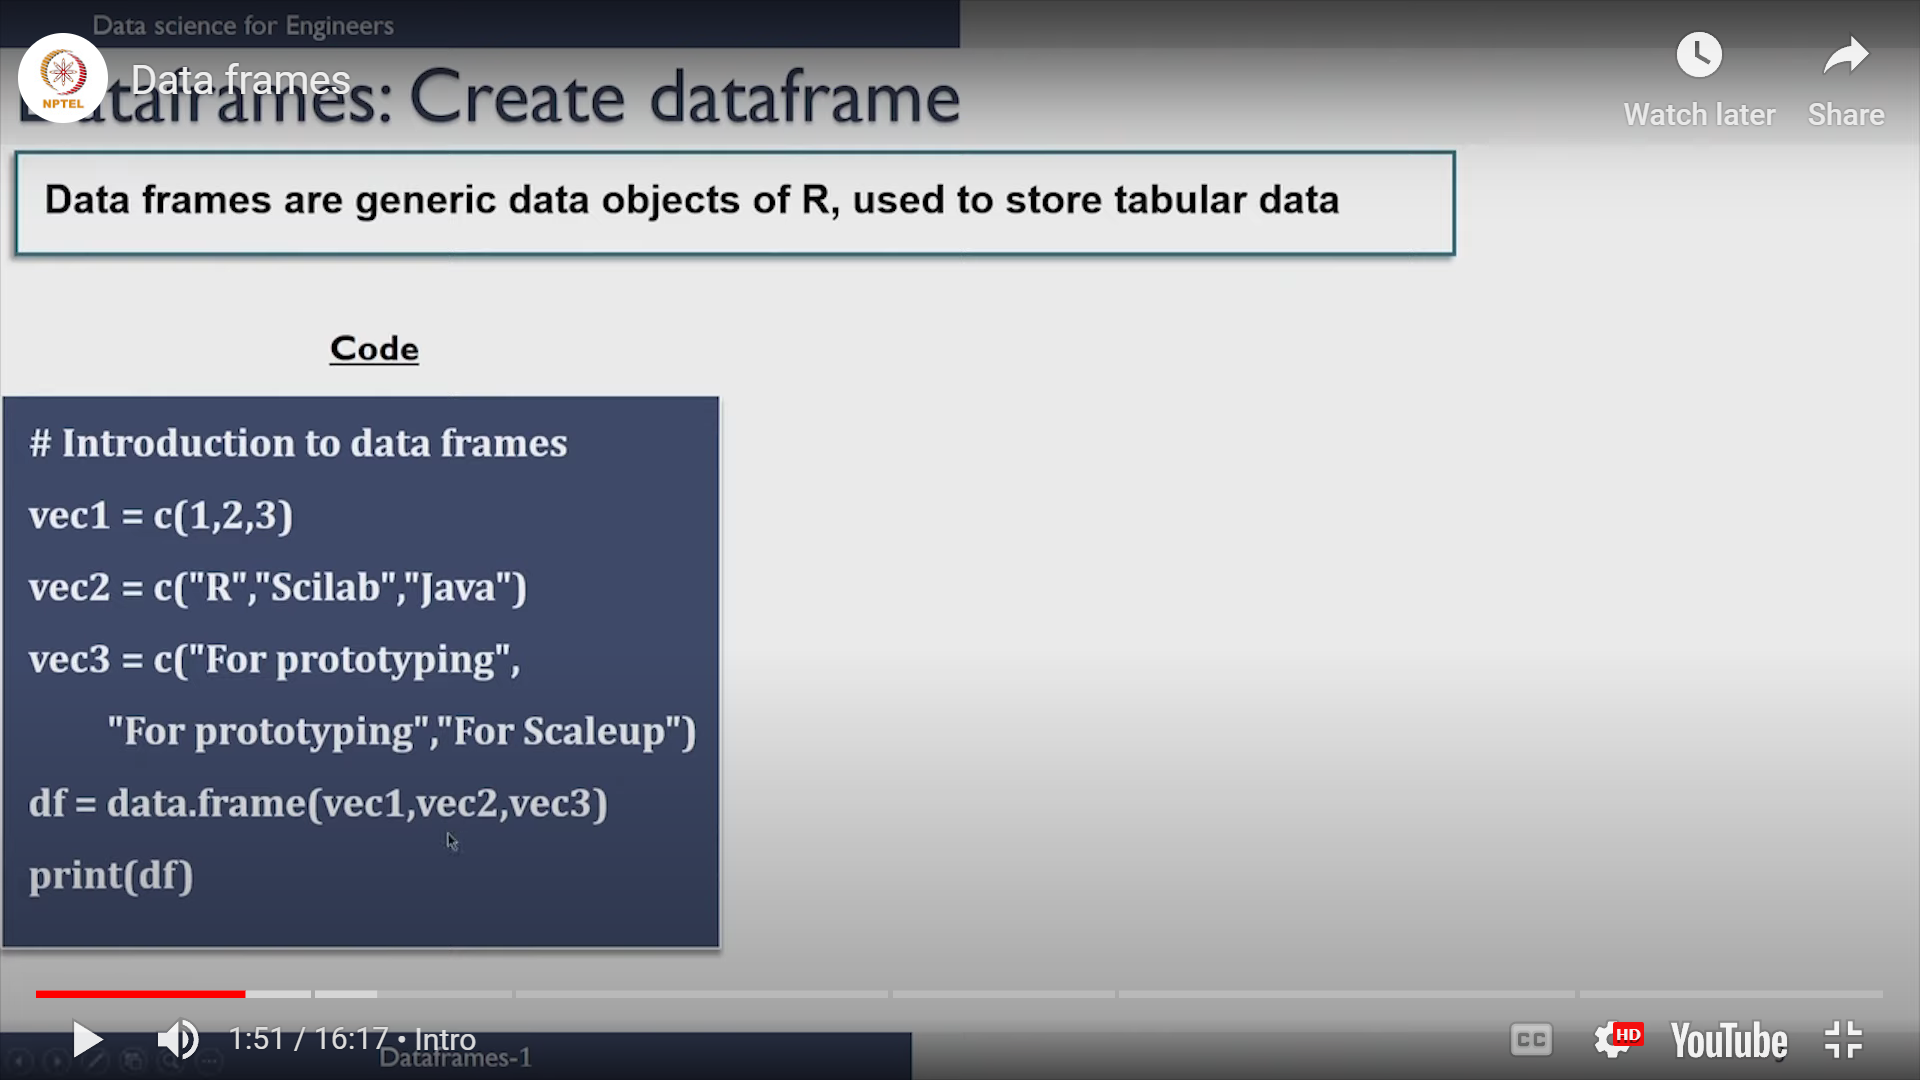 Data science for Engineers
NPTEL
Data frames
Dataframes: Create dataframe
Watch later
Share
Data frames are generic data objects of R, used to store tabular data
Code
# Introduction to data frames
vec1 = c(1,2,3)
vec2 = c("R","Scilab","Java")
vec3 = c("For prototyping",
"For prototyping","For Scaleup")
df = data.frame(vec1,vec2,vec3)
print(df)
1:51 / 16:17 • Intro
CC
HD
YouTube
Dataframes-1